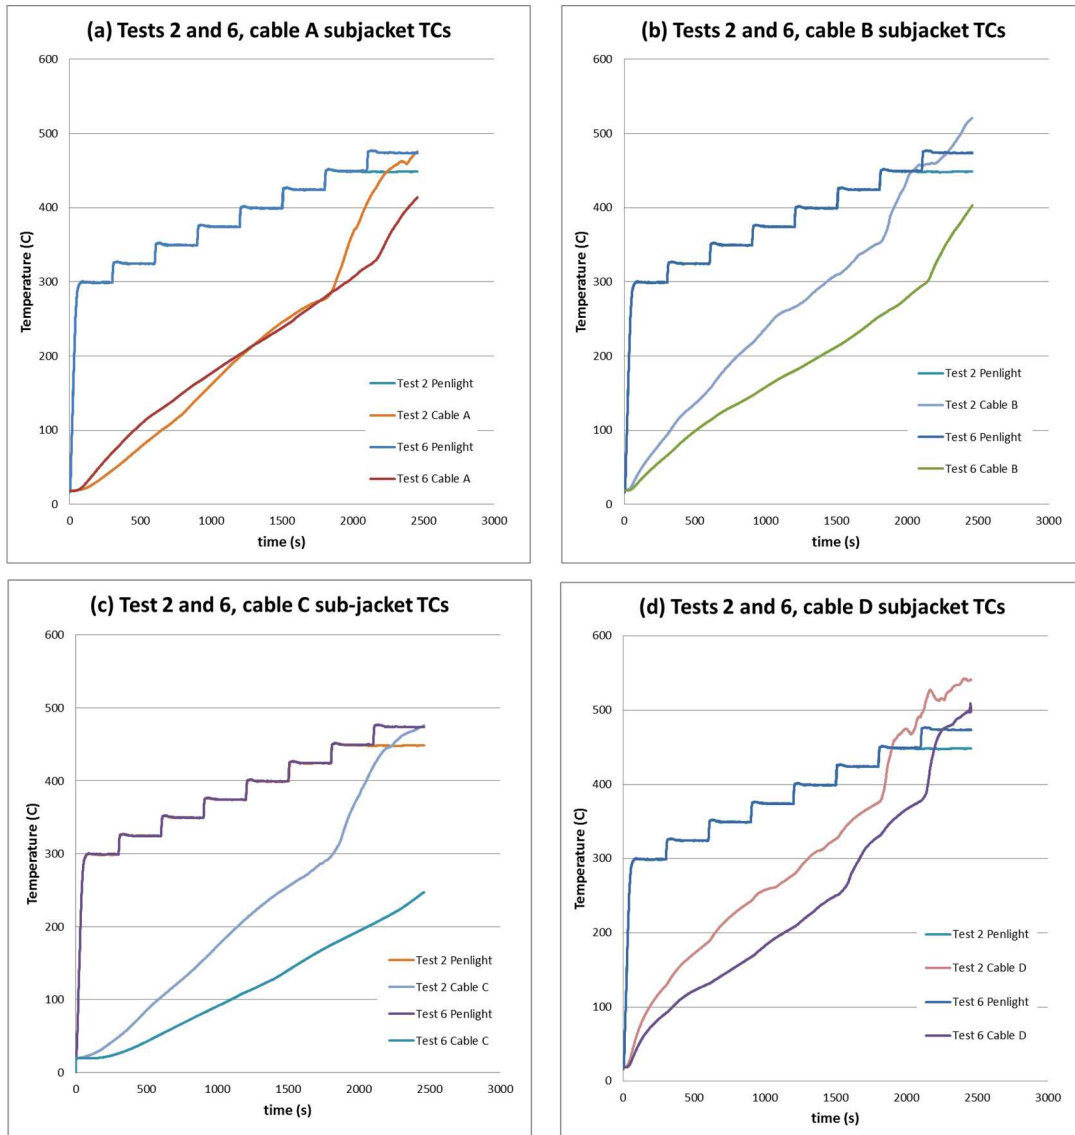 (a) Tests 2 and 6, cable A subjacket TCs
600
500
400
300
200
100
0
Temperature (C)
0 500 1000 1500 2000 2500 3000
time (s)
Test 2 Penlight
Test 2 Cable A
Test 6 Penlight
Test 6 Cable A
(b) Tests 2 and 6, cable B subjacket TCs
600
500
400
300
200
100
0
Temperature (C)
0 500 1000 1500 2000 2500 3000
time (s)
Test 2 Penlight
Test 2 Cable B
Test 6 Penlight
Test 6 Cable B
(c) Test 2 and 6, cable C sub-jacket TCs
600
500
400
300
200
100
0
Temperature (C)
0 500 1000 1500 2000 2500 3000
time (s)
Test 2 Penlight
Test 2 Cable C
Test 6 Penlight
Test 6 Cable C
(d) Tests 2 and 6, cable D subjacket TCs
600
500
400
300
200
100
0
Temperature (C)
0 500 1000 1500 2000 2500 3000
time (s)
Test 2 Penlight
Test 2 Cable D
Test 6 Penlight
Test 6 Cable D